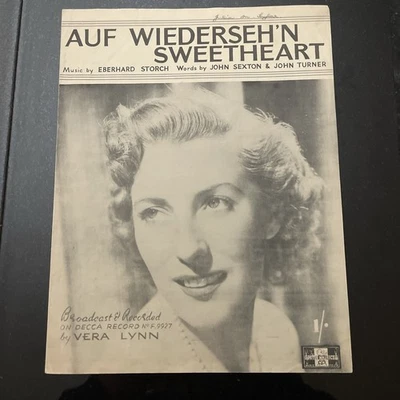 AUF WIEDERSEH'N
SWEETHEART
Music by EBERHARD STORCH Words by JOHN SEXTON & JOHN TURNER
Broadcast & Recorded
ON DECCA RECORD No F.9927
by VERA LYNN
1/-